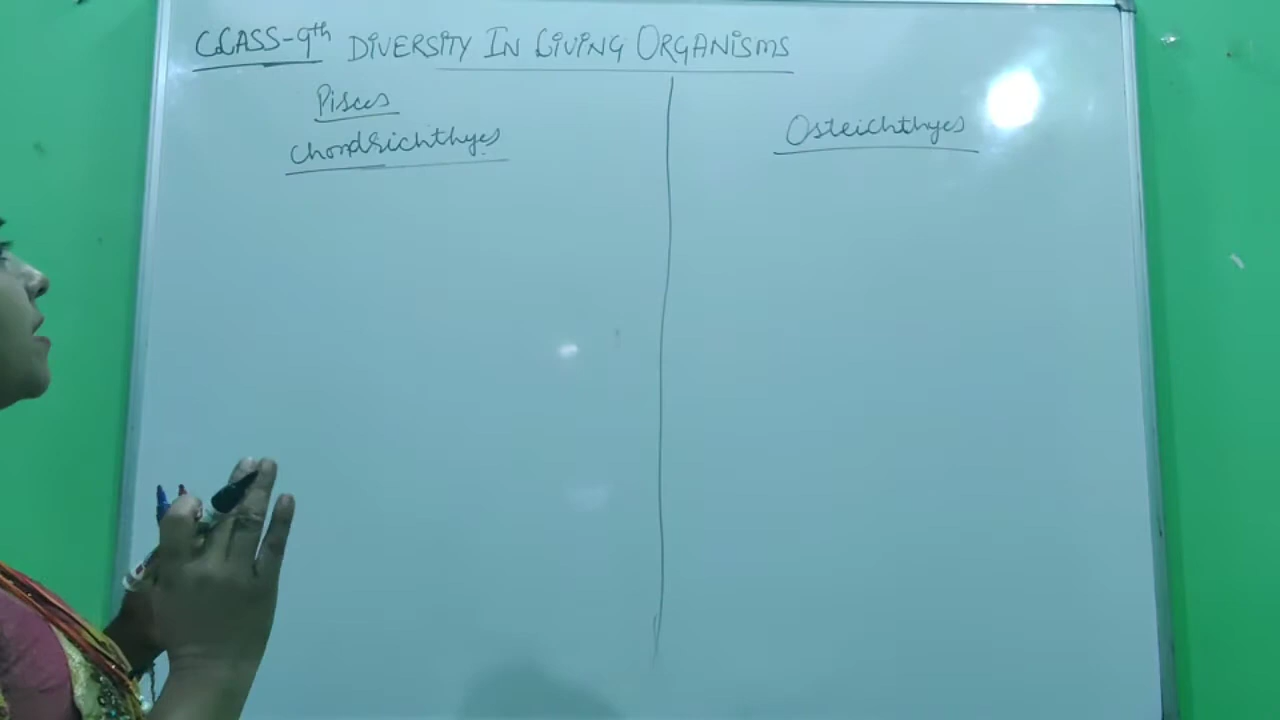 CLASS-9th DIVERSITY IN LIVING ORGANISMS
Pisces
Chondrichthyes
Osteichthyes